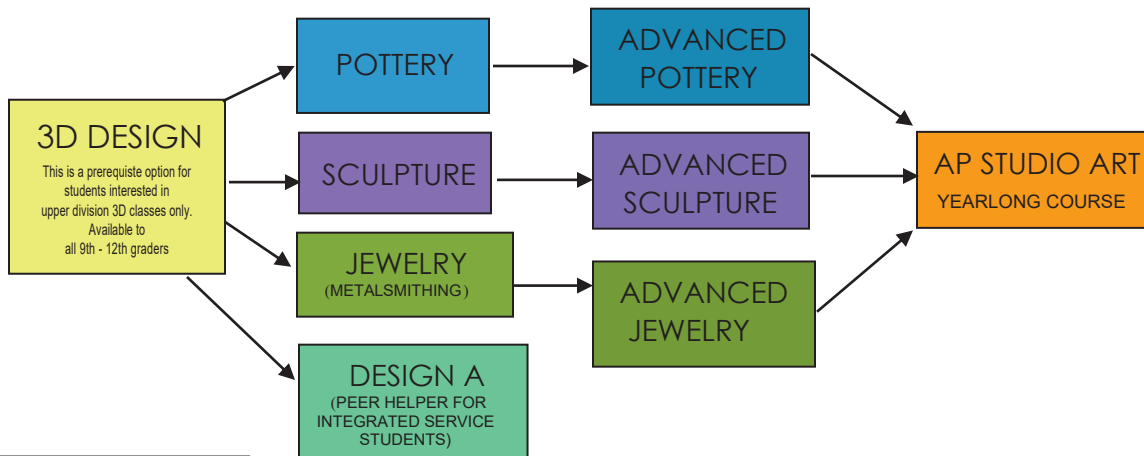 3D DESIGN
This is a prerequiste option for
students interested in
upper division 3D classes only.
Available to
all 9th - 12th graders
POTTERY
ADVANCED
POTTERY
SCULPTURE
ADVANCED
SCULPTURE
JEWELRY
(METALSMITHING)
ADVANCED
JEWELRY
DESIGN A
(PEER HELPER FOR
INTEGRATED SERVICE
STUDENTS)
AP STUDIO ART
YEARLONG COURSE